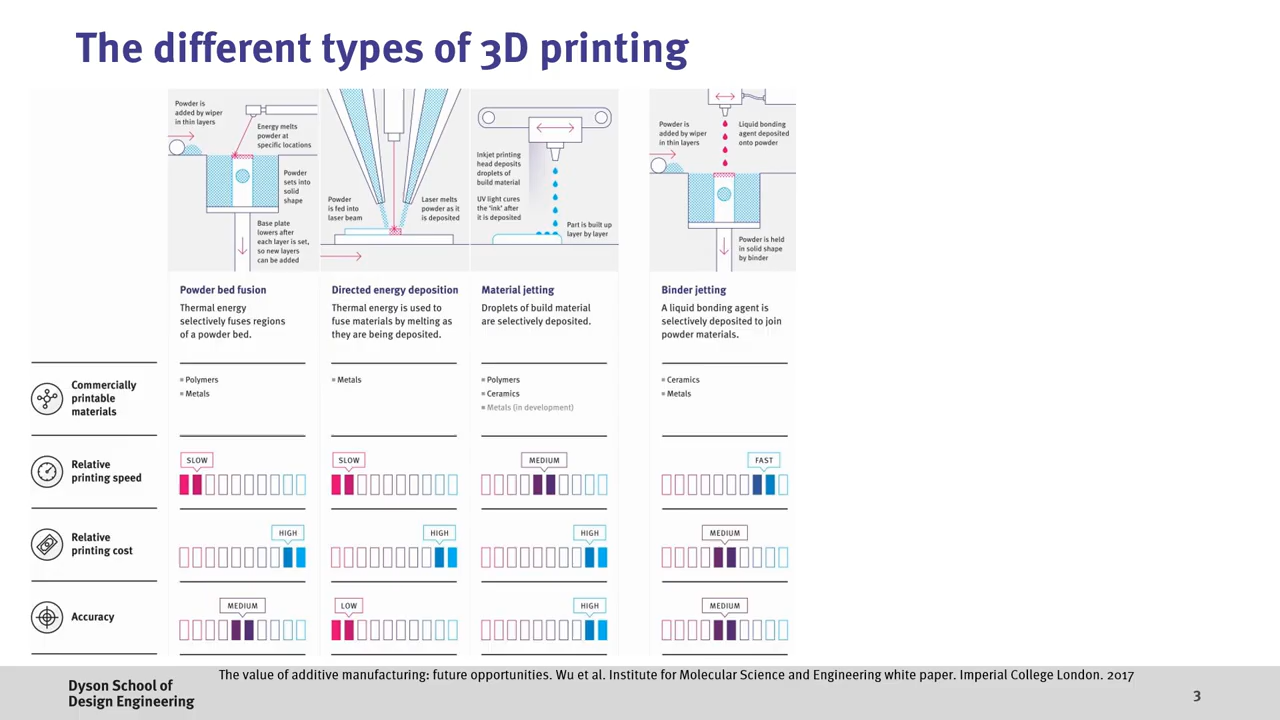 The different types of 3D printing
Powder is
added by wiper
in thin layers
Energy melts
powder at
specific locations
Powder
sets into
solid
shape
Base plate
lowers after
each layer is set,
so new layers
can be added
Powder
is fed into
laser beam
Laser melts
powder as it
is deposited
Inkjet printing
head deposits
droplets of
build material
UV light cures
the 'ink' after
it is deposited
Part is built up
layer by layer
Powder is
added by wiper
in thin layers
Liquid bonding
agent deposited
onto powder
Powder is held
in solid shape
by binder
Powder bed fusion
Thermal energy
selectively fuses regions
of a powder bed.
Directed energy deposition
Thermal energy is used to
fuse materials by melting as
they are being deposited.
Material jetting
Droplets of build material
are selectively deposited.
Binder jetting
A liquid bonding agent is
selectively deposited to join
powder materials.
Commercially
printable
materials
Polymers
Metals
Metals
Polymers
Ceramics
Metals (in development)
Ceramics
Metals
Relative
printing speed
SLOW
SLOW
MEDIUM
FAST
Relative
printing cost
HIGH
HIGH
HIGH
MEDIUM
Accuracy
MEDIUM
LOW
HIGH
MEDIUM
The value of additive manufacturing: future opportunities. Wu et al. Institute for Molecular Science and Engineering white paper. Imperial College London. 2017
Dyson School of
Design Engineering
3